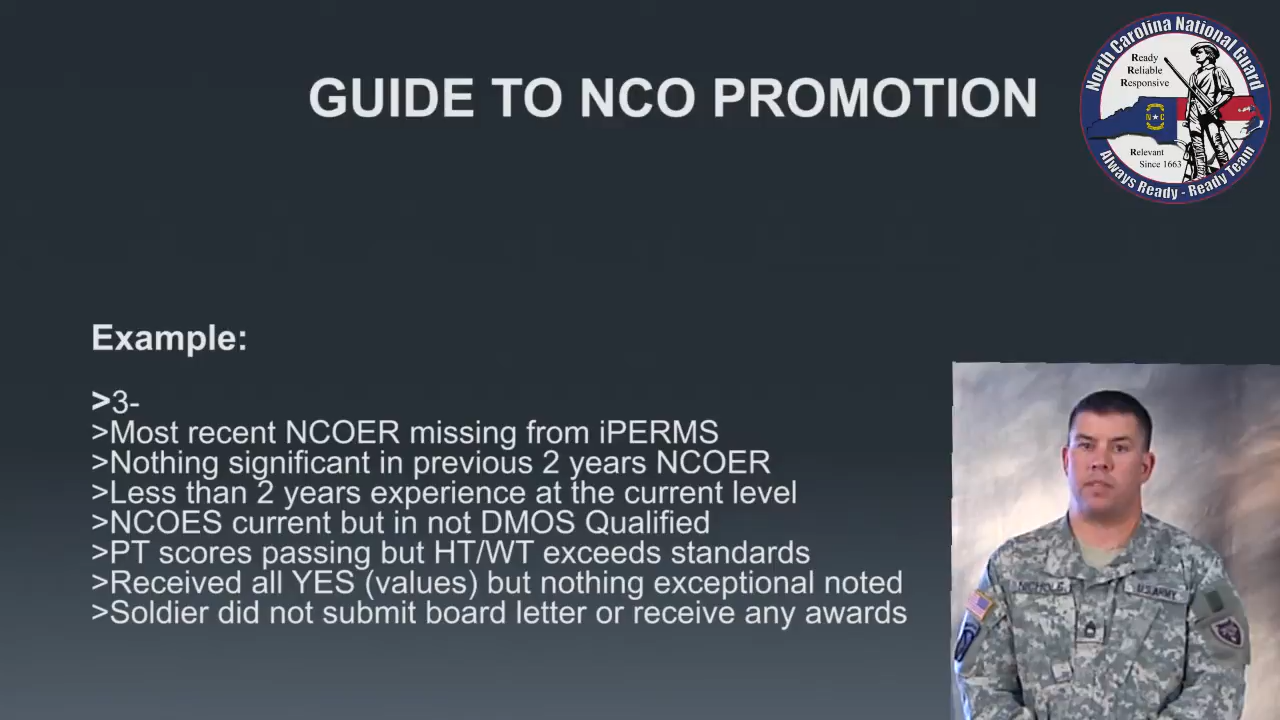 GUIDE TO NCO PROMOTION
North Carolina National Guard
Ready
Reliable
Responsive
N C
Relevant
Since 1663
Always Ready - Ready Team
Example:
>3-
>Most recent NCOER missing from iPERMS
>Nothing significant in previous 2 years NCOER
>Less than 2 years experience at the current level
>NCOES current but in not DMOS Qualified
>PT scores passing but HT/WT exceeds standards
>Received all YES (values) but nothing exceptional noted
>Soldier did not submit board letter or receive any awards
NICHOLS
U.S. ARMY